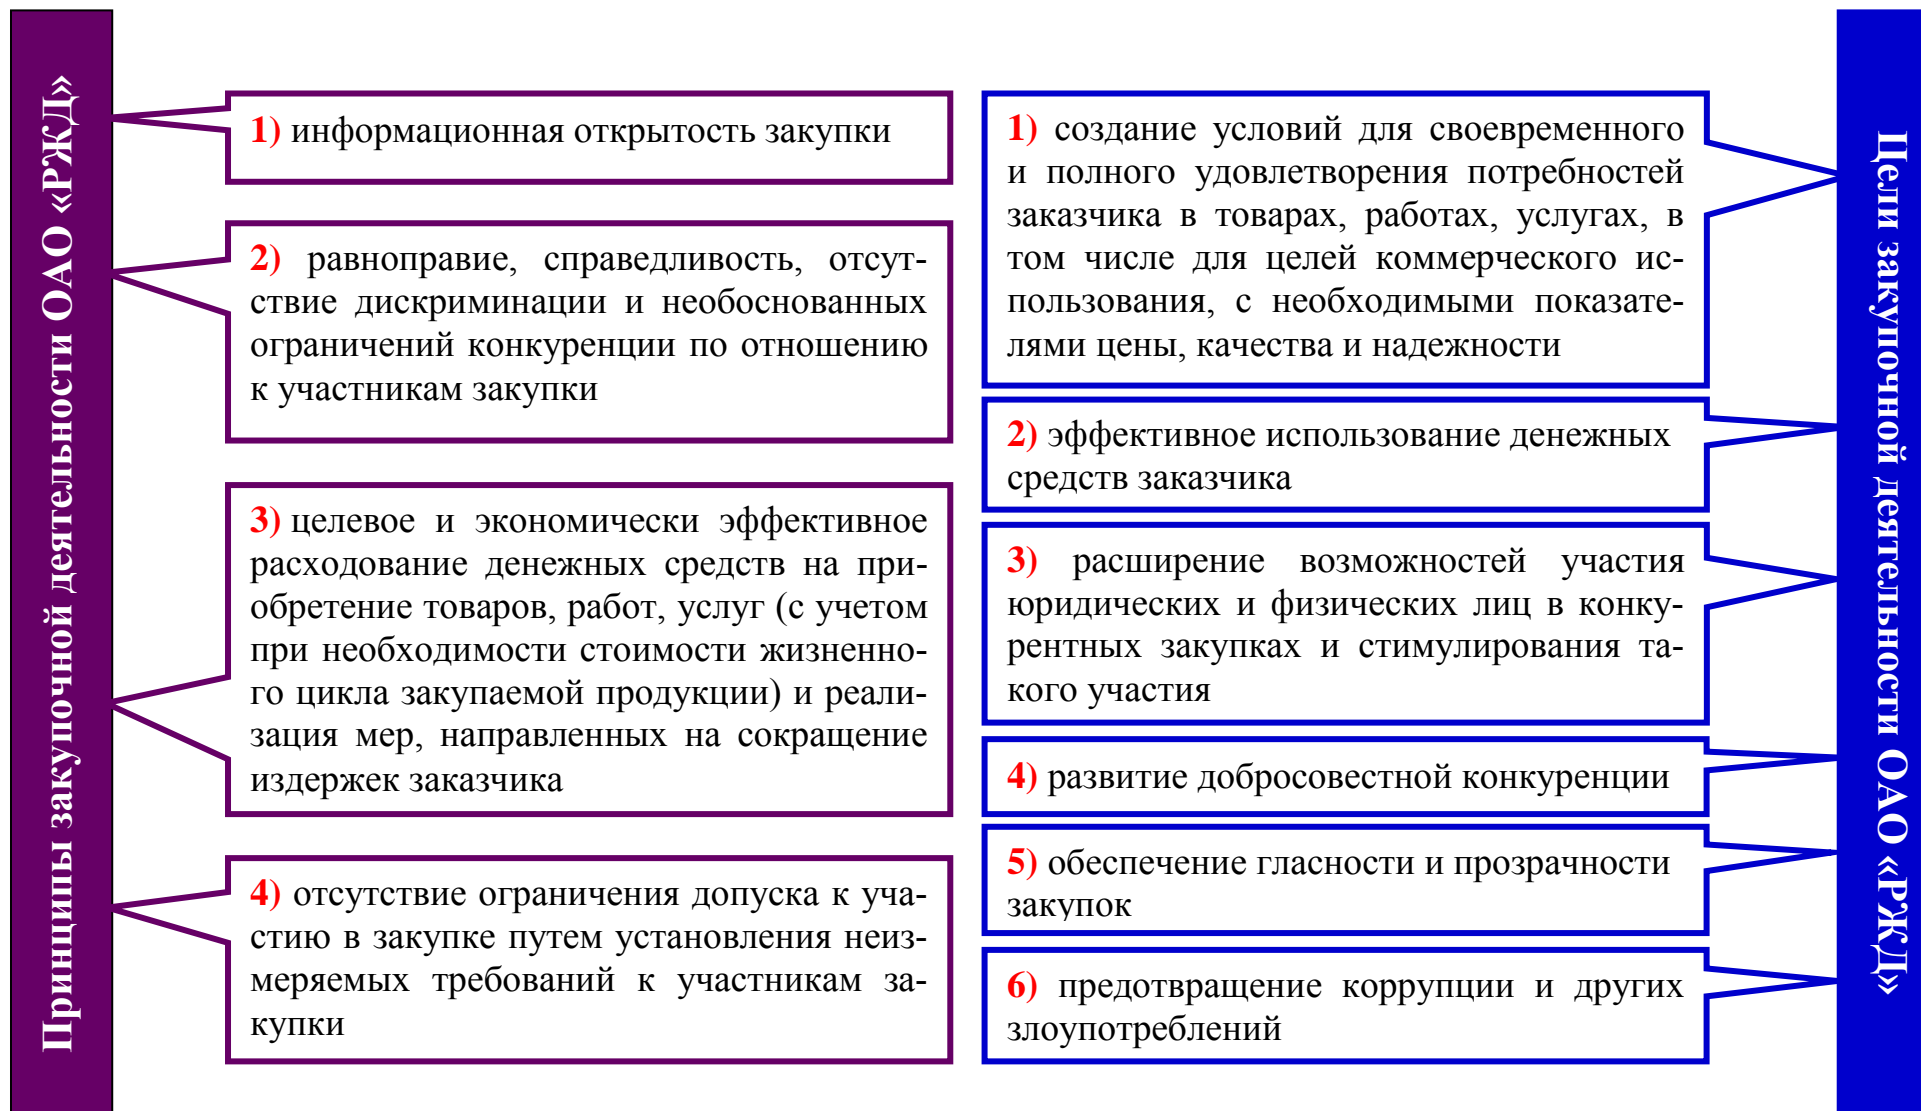 Принципы закупочной деятельности ОАО «РЖД»
1) информационная открытость закупки
2) равноправие, справедливость, отсут-
ствие дискриминации и необоснованных
ограничений конкуренции по отношению
к участникам закупки
3) целевое и экономически эффективное
расходование денежных средств на при-
обретение товаров, работ, услуг (с учетом
при необходимости стоимости жизненно-
го цикла закупаемой продукции) и реали-
зация мер, направленных на сокращение
издержек заказчика
4) отсутствие ограничения допуска к уча-
стию в закупке путем установления неиз-
меряемых требований к участникам за-
купки
1) создание условий для своевременного
и полного удовлетворения потребностей
заказчика в товарах, работах, услугах, в
том числе для целей коммерческого ис-
пользования, с необходимыми показате-
лями цены, качества и надежности
2) эффективное использование денежных
средств заказчика
3) расширение возможностей участия
юридических и физических лиц в конку-
рентных закупках и стимулирования та-
кого участия
4) развитие добросовестной конкуренции
5) обеспечение гласности и прозрачности
закупок
6) предотвращение коррупции и других
злоупотреблений
Цели закупочной деятельности ОАО «РЖД»